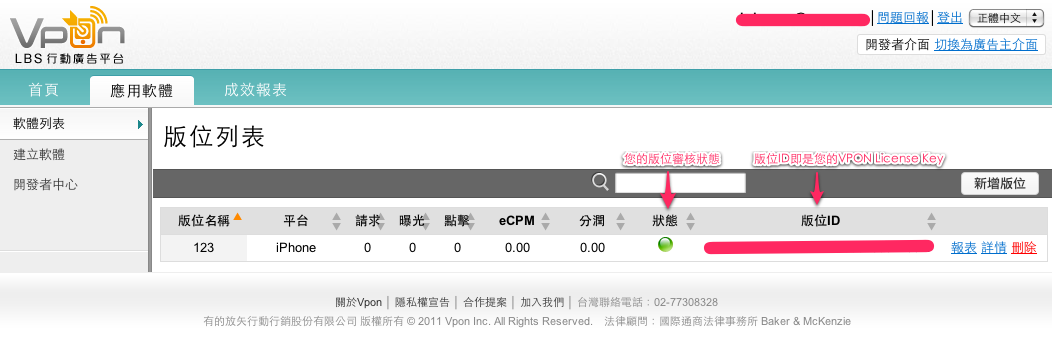 Vpon
LBS 行動廣告平台
問題回報 登出 正體中文
開發者介面 切換為廣告主介面
首頁 應用軟體 成效報表
軟體列表
建立軟體
開發者中心
版位列表
您的版位審核狀態 版位ID即是您的VPON License Key
新增版位
版位名稱 平台 請求 曝光 點擊 eCPM 分潤 狀態 版位ID
123 iPhone 0 0 0 0.00 0.00 報表 詳情 刪除
關於Vpon | 隱私權宣告 | 合作提案 | 加入我們 | 台灣聯絡電話：02-77308328
有的放矢行動行銷股份有限公司 版權所有 © 2011 Vpon Inc. All Rights Reserved. 法律顧問：國際通商法律事務所 Baker & McKenzie